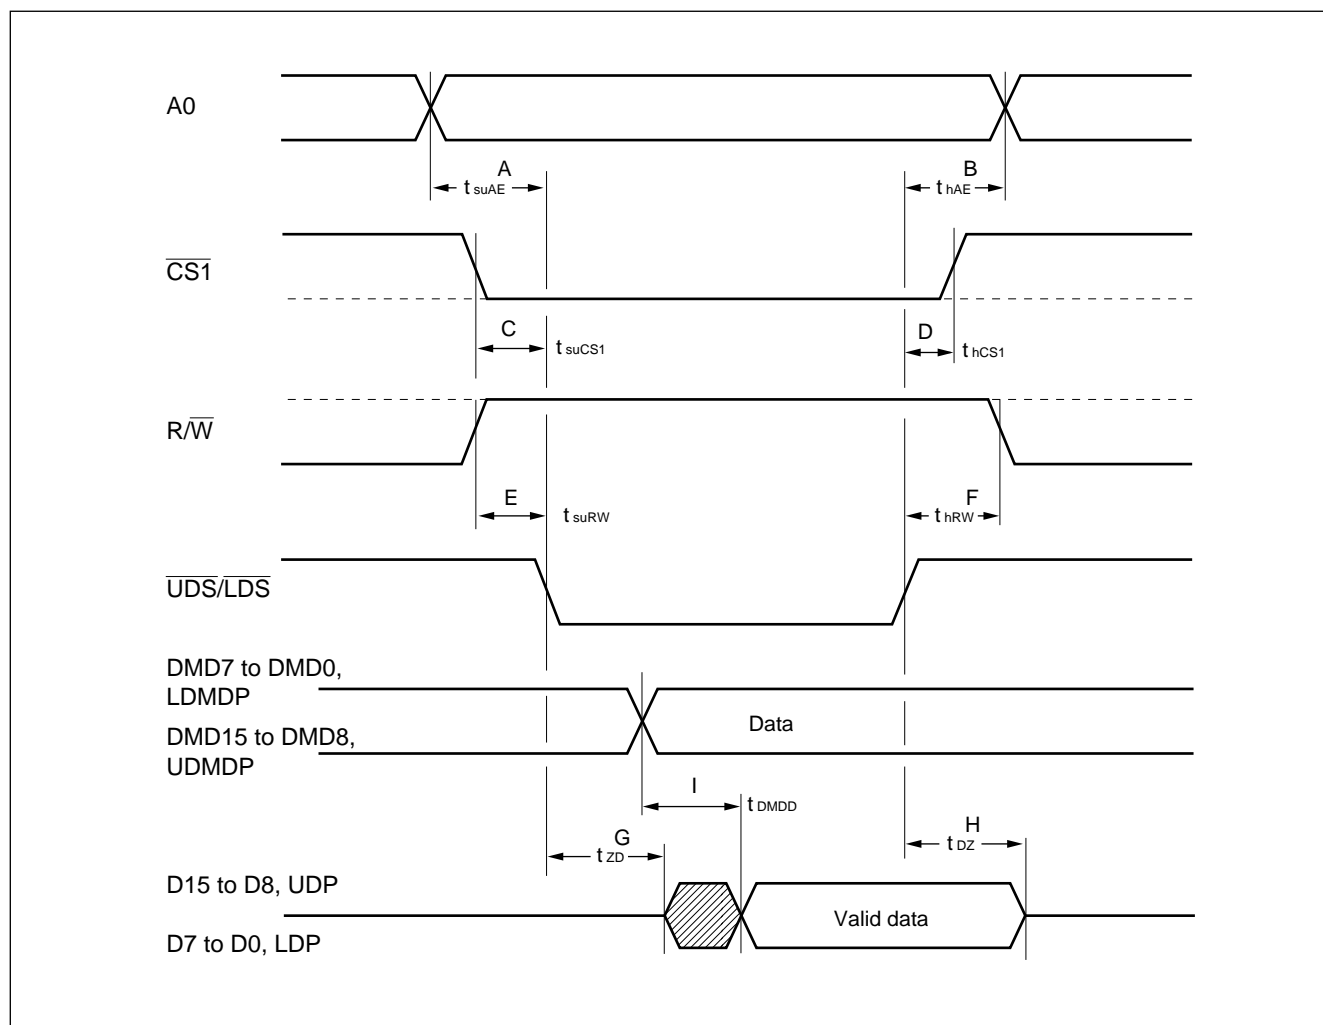 A0
A
t suAE
B
t hAE
CS1
C
t suCS1
D
t hCS1
R/W
E
t suRW
F
t hRW
UDS/LDS
DMD7 to DMD0,
LDMDP
Data
DMD15 to DMD8,
UDMDP
I
t DMDD
G
t ZD
H
t DZ
D15 to D8, UDP
Valid data
D7 to D0, LDP